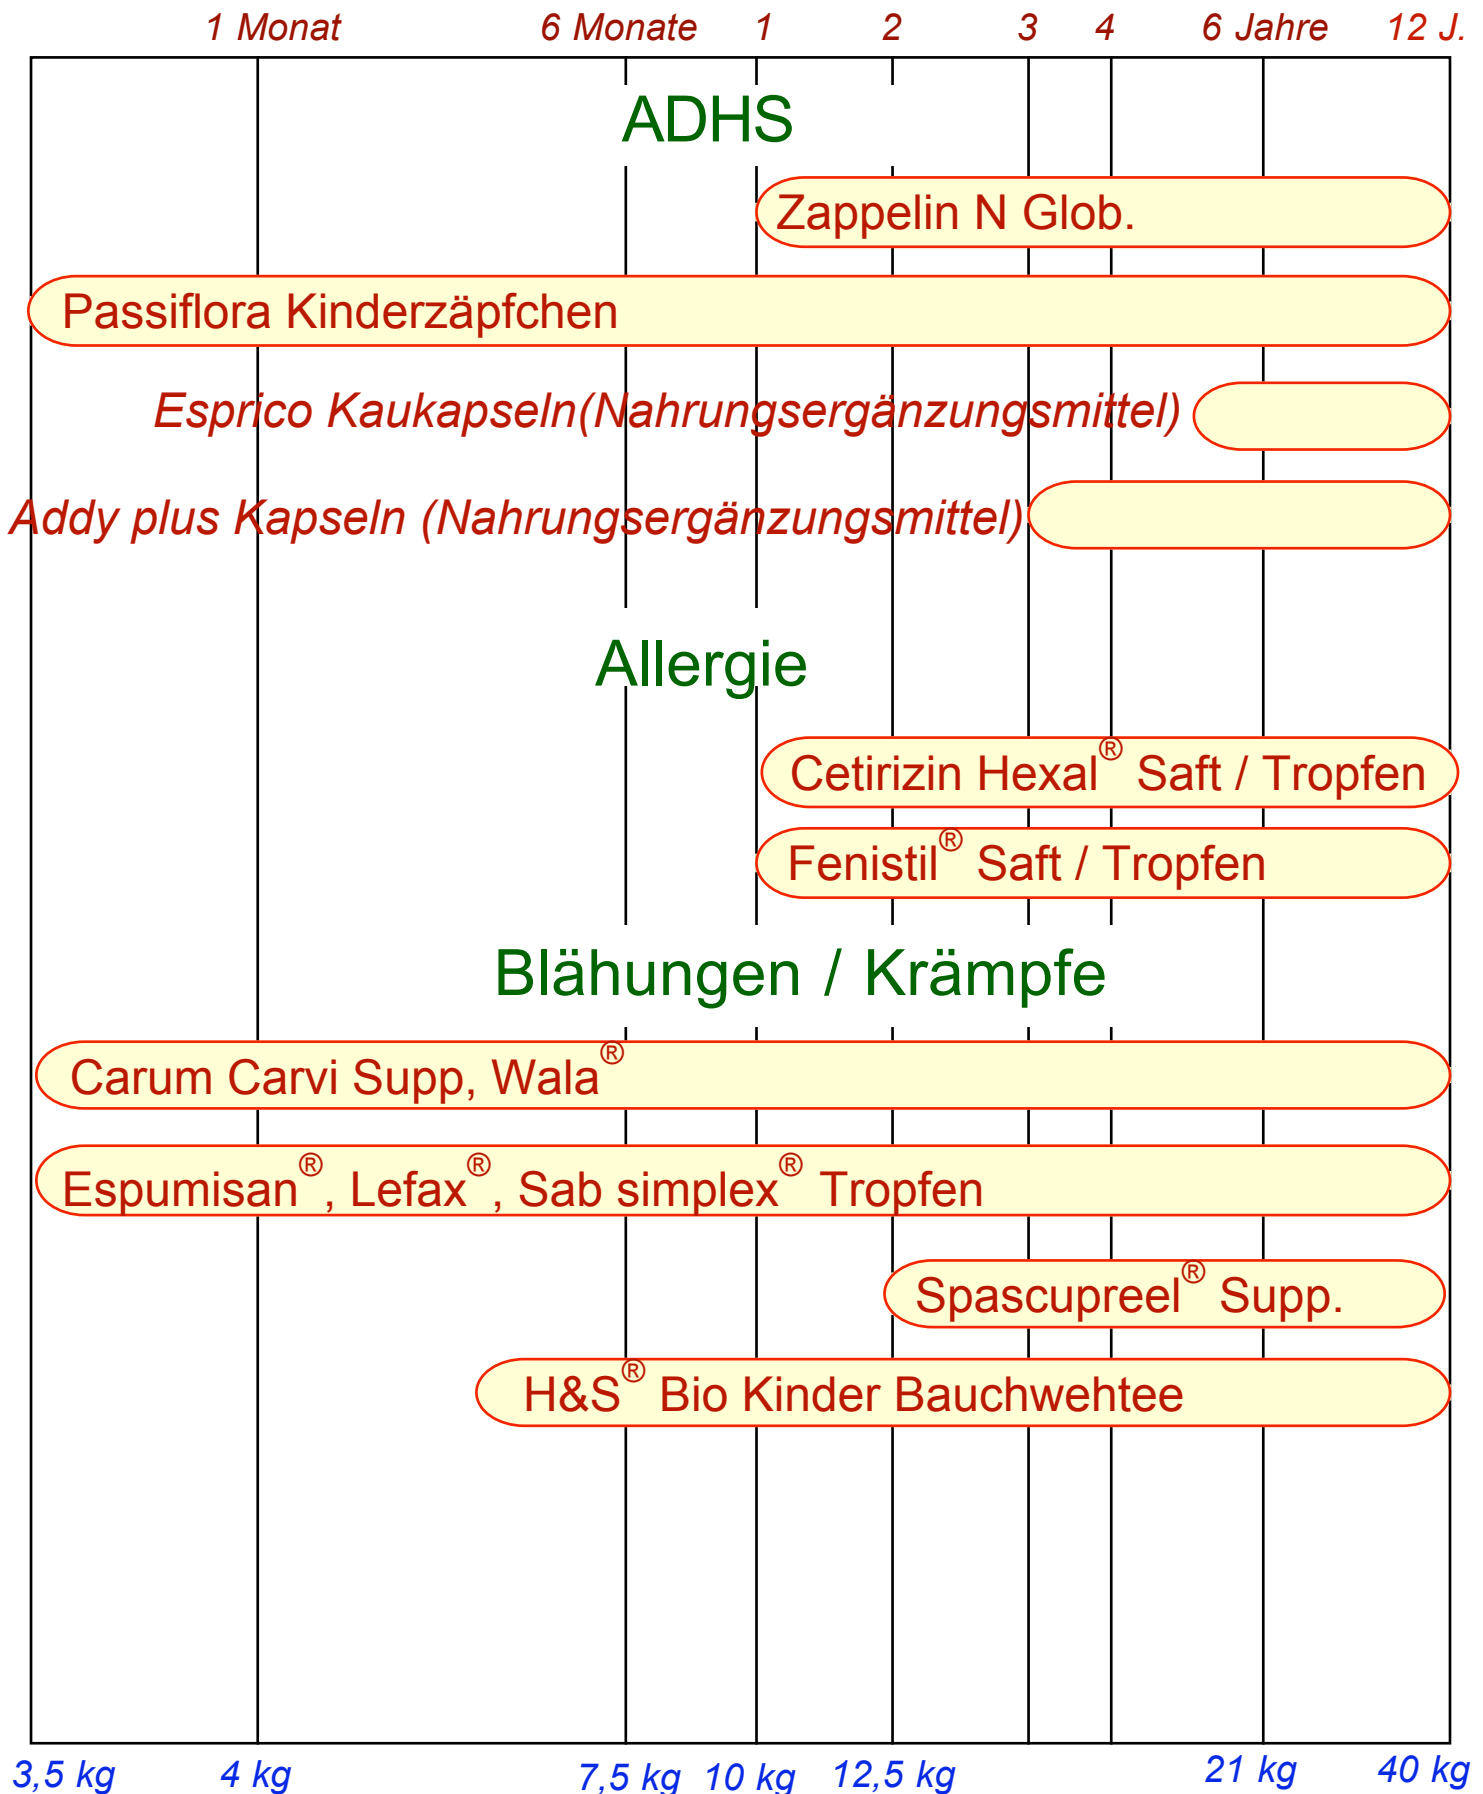 1 Monat 6 Monate 1 2 3 4 6 Jahre 12 J.
ADHS
Zappelin N Glob.
Passiflora Kinderzäpfchen
Esprico Kaukapseln(Nahrungsergänzungsmittel)
Addy plus Kapseln (Nahrungsergänzungsmittel)
Allergie
Cetirizin Hexal® Saft / Tropfen
Fenistil® Saft / Tropfen
Blähungen / Krämpfe
Carum Carvi Supp, Wala®
Espumisan®, Lefax®, Sab simplex® Tropfen
Spascupreel® Supp.
H&S® Bio Kinder Bauchwehtee
3,5 kg 4 kg 7,5 kg 10 kg 12,5 kg 21 kg 40 kg